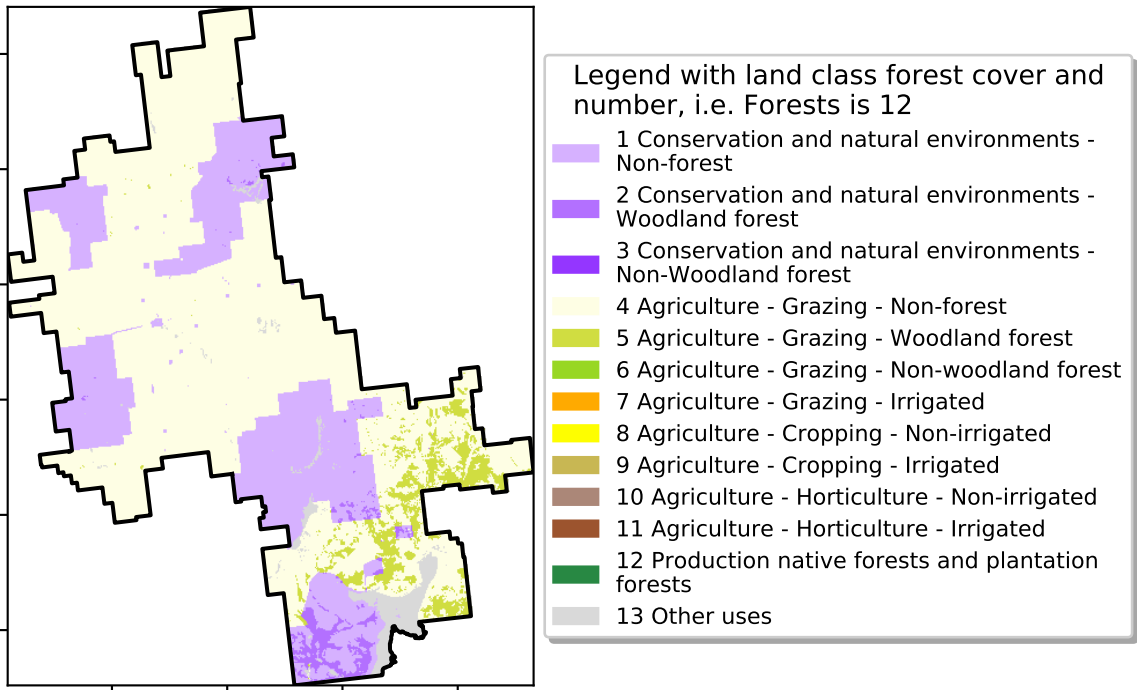 Legend with land class forest cover and
number, i.e. Forests is 12
1 Conservation and natural environments -
Non-forest
2 Conservation and natural environments -
Woodland forest
3 Conservation and natural environments -
Non-Woodland forest
4 Agriculture - Grazing - Non-forest
5 Agriculture - Grazing - Woodland forest
6 Agriculture - Grazing - Non-woodland forest
7 Agriculture - Grazing - Irrigated
8 Agriculture - Cropping - Non-irrigated
9 Agriculture - Cropping - Irrigated
10 Agriculture - Horticulture - Non-irrigated
11 Agriculture - Horticulture - Irrigated
12 Production native forests and plantation
forests
13 Other uses